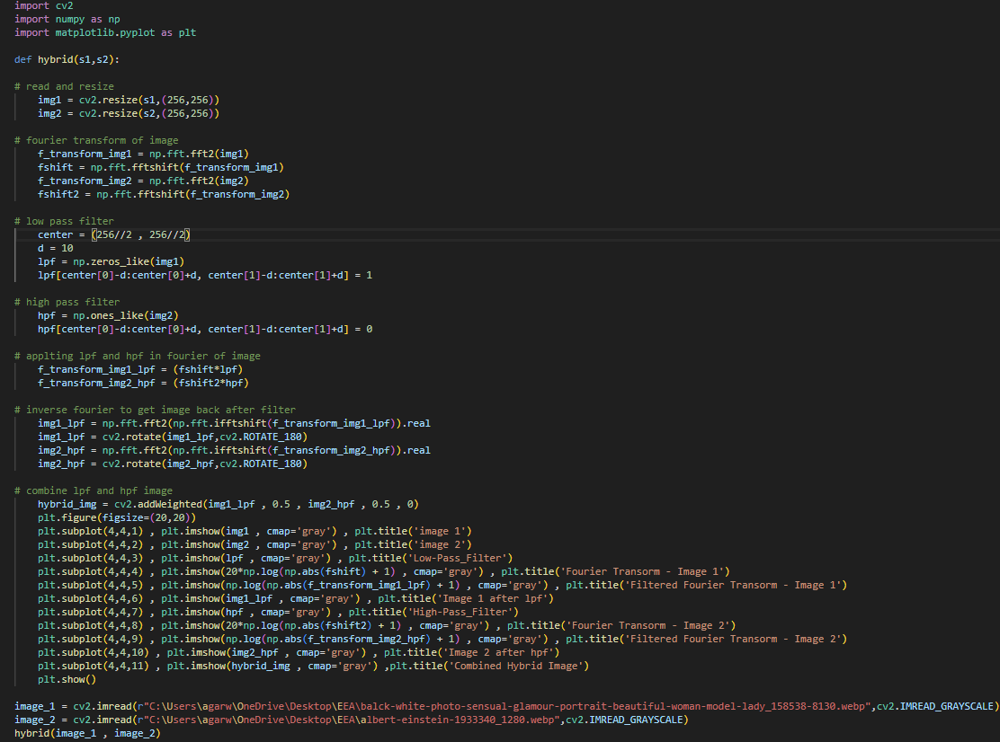 import cv2
import numpy as np
import matplotlib.pyplot as plt

def hybrid(s1,s2):

# read and resize
    img1 = cv2.resize(s1,(256,256))
    img2 = cv2.resize(s2,(256,256))

# fourier transform of image
    f_transform_img1 = np.fft.fft2(img1)
    fshift = np.fft.fftshift(f_transform_img1)
    f_transform_img2 = np.fft.fft2(img2)
    fshift2 = np.fft.fftshift(f_transform_img2)

# low pass filter
    center = (256//2 , 256//2)
    d = 10
    lpf = np.zeros_like(img1)
    lpf[center[0]-d:center[0]+d, center[1]-d:center[1]+d] = 1

# high pass filter
    hpf = np.ones_like(img2)
    hpf[center[0]-d:center[0]+d, center[1]-d:center[1]+d] = 0

# applting lpf and hpf in fourier of image
    f_transform_img1_lpf = (fshift*lpf)
    f_transform_img2_hpf = (fshift2*hpf)

# inverse fourier to get image back after filter
    img1_lpf = np.fft.fft2(np.fft.ifftshift(f_transform_img1_lpf)).real
    img1_lpf = cv2.rotate(img1_lpf,cv2.ROTATE_180)
    img2_hpf = np.fft.fft2(np.fft.ifftshift(f_transform_img2_hpf)).real
    img2_hpf = cv2.rotate(img2_hpf,cv2.ROTATE_180)

# combine lpf and hpf image
    hybrid_img = cv2.addWeighted(img1_lpf , 0.5 , img2_hpf , 0.5 , 0)
    plt.figure(figsize=(20,20))
    plt.subplot(4,4,1) , plt.imshow(img1 , cmap='gray') , plt.title('image 1')
    plt.subplot(4,4,2) , plt.imshow(img2 , cmap='gray') , plt.title('image 2')
    plt.subplot(4,4,3) , plt.imshow(lpf , cmap='gray') , plt.title('Low-Pass_Filter')
    plt.subplot(4,4,4) , plt.imshow(20*np.log(np.abs(fshift) + 1) , cmap='gray') , plt.title('Fourier Transorm - Image 1')
    plt.subplot(4,4,5) , plt.imshow(np.log(np.abs(f_transform_img1_lpf) + 1) , cmap='gray') , plt.title('Filtered Fourier Transorm - Image 1')
    plt.subplot(4,4,6) , plt.imshow(img1_lpf , cmap='gray') , plt.title('Image 1 after lpf')
    plt.subplot(4,4,7) , plt.imshow(hpf , cmap='gray') , plt.title('High-Pass_Filter')
    plt.subplot(4,4,8) , plt.imshow(20*np.log(np.abs(fshift2) + 1) , cmap='gray') , plt.title('Fourier Transorm - Image 2')
    plt.subplot(4,4,9) , plt.imshow(np.log(np.abs(f_transform_img2_hpf) + 1) , cmap='gray') , plt.title('Filtered Fourier Transorm - Image 2')
    plt.subplot(4,4,10) , plt.imshow(img2_hpf , cmap='gray') , plt.title('Image 2 after hpf')
    plt.subplot(4,4,11) , plt.imshow(hybrid_img , cmap='gray') ,plt.title('Combined Hybrid Image')
    plt.show()

image_1 = cv2.imread(r"C:\Users\agarw\OneDrive\Desktop\EEA\balck-white-photo-sensual-glamour-portrait-beautiful-woman-model-lady_158538-8130.webp",cv2.IMREAD_GRAYSCALE)
image_2 = cv2.imread(r"C:\Users\agarw\OneDrive\Desktop\EEA\albert-einstein-1933340_1280.webp",cv2.IMREAD_GRAYSCALE)
hybrid(image_1 , image_2)